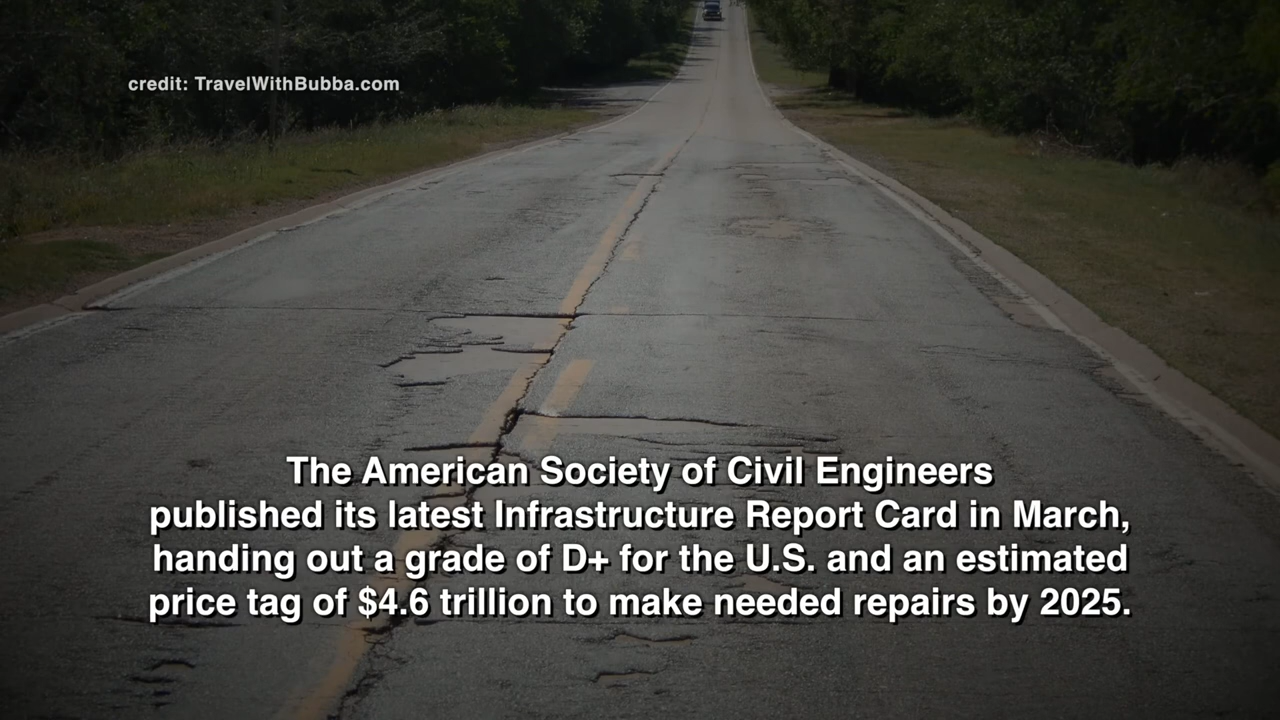 credit: TravelWithBubba.com
The American Society of Civil Engineers
published its latest Infrastructure Report Card in March,
handing out a grade of D+ for the U.S. and an estimated
price tag of $4.6 trillion to make needed repairs by 2025.